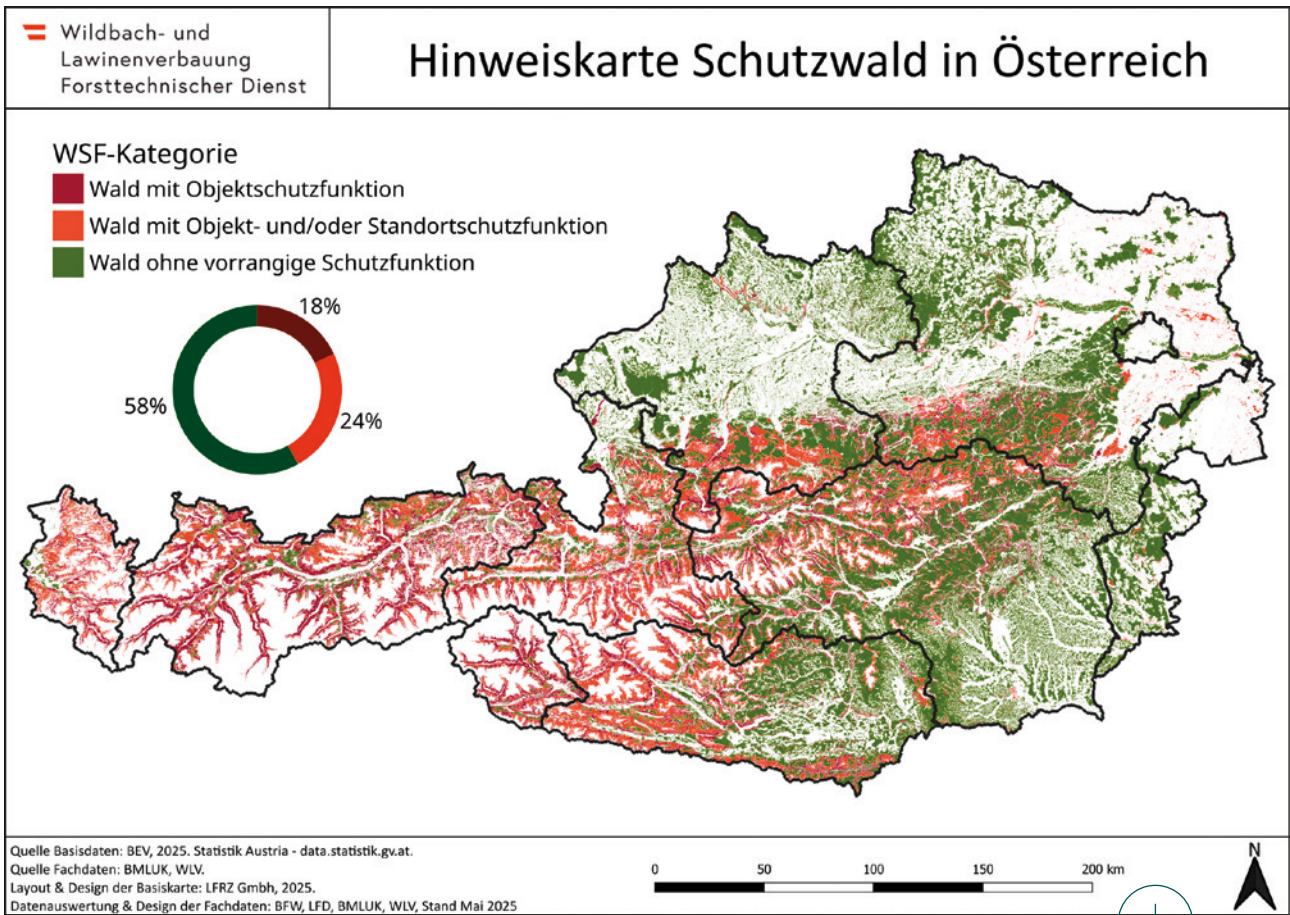 Wildbach- und
Lawinenverbauung
Forsttechnischer Dienst
Hinweiskarte Schutzwald in Österreich
WSF-Kategorie
Wald mit Objektschutzfunktion
Wald mit Objekt- und/oder Standortschutzfunktion
Wald ohne vorrangige Schutzfunktion
18%
58%
24%
Quelle Basisdaten: BEV, 2025. Statistik Austria - data.statistik.gv.at.
Quelle Fachdaten: BMLUK, WLV.
Layout & Design der Basiskarte: LFRZ Gmbh, 2025.
Datenauswertung & Design der Fachdaten: BFW, LFD, BMLUK, WLV, Stand Mai 2025
0 50 100 150 200 km
N